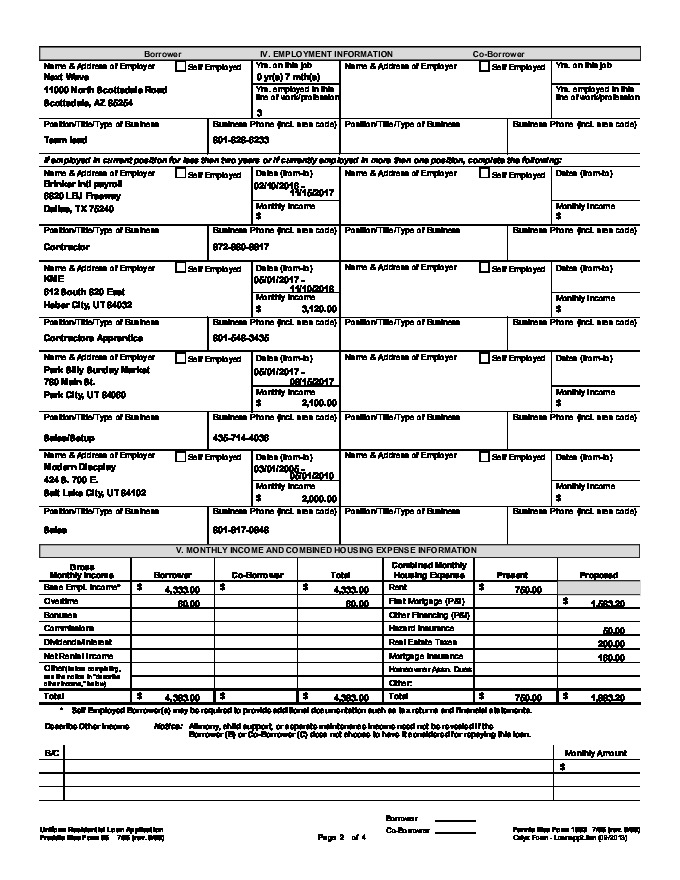 Borrower IV. EMPLOYMENT INFORMATION Co-Borrower
Name & Address of Employer Self Employed Yrs. on this job Name & Address of Employer Self Employed Yrs. on this job
Next Wave 0 yr(s) 7 mth(s)
11000 North Scottsdale Road Yrs. employed in this line of work/profession Yrs. employed in this line of work/profession
Scottsdale, AZ 85254
3
Position/Title/Type of Business Business Phone (incl. area code) Position/Title/Type of Business Business Phone (incl. area code)
Team lead 801-826-6233
If employed in current position for less than two years or if currently employed in more than one position, complete the following:
Name & Address of Employer Self Employed Dates (from-to) Name & Address of Employer Self Employed Dates (from-to)
Brinker intl payroll 02/10/2016 -
6820 LBJ Freeway 11/15/2017
Dallas, TX 75240 Monthly Income Monthly Income
$ $
Position/Title/Type of Business Business Phone (incl. area code) Position/Title/Type of Business Business Phone (incl. area code)
Contractor
Name & Address of Employer Self Employed Dates (from-to) Name & Address of Employer Self Employed Dates (from-to)
KME 05/01/2017 -
612 South 620 East 11/10/2016
Heber City, UT 84032 Monthly Income Monthly Income
$ 3,120.00 $
Position/Title/Type of Business Business Phone (incl. area code) Position/Title/Type of Business Business Phone (incl. area code)
Contractors Apprentice 801-546-3435
Name & Address of Employer Self Employed Dates (from-to) Name & Address of Employer Self Employed Dates (from-to)
Park Silly Sunday Market 05/01/2017 -
780 Main St. 08/15/2017
Park City, UT 84060 Monthly Income Monthly Income
$ 2,100.00 $
Position/Title/Type of Business Business Phone (incl. area code) Position/Title/Type of Business Business Phone (incl. area code)
Sales/Setup 435-714-4036
Name & Address of Employer Self Employed Dates (from-to) Name & Address of Employer Self Employed Dates (from-to)
Modern Discplay 03/01/2005 -
424 S. 700 E. 05/01/2010
Salt Lake City, UT 84102 Monthly Income Monthly Income
$ 2,000.00 $
Position/Title/Type of Business Business Phone (incl. area code) Position/Title/Type of Business Business Phone (incl. area code)
Sales 801-817-0846
V. MONTHLY INCOME AND COMBINED HOUSING EXPENSE INFORMATION
Gross Monthly Income Borrower Co-Borrower Total Combined Monthly Housing Expense Present Proposed
Base Empl. Income* $ 4,333.00 $ $ 4,333.00 Rent $ 750.00
Overtime 60.00 60.00 First Mortgage (P&I) $ 1,563.20
Bonuses Other Financing (P&I)
Commissions Hazard Insurance 50.00
Dividends/Interest Real Estate Taxes 200.00
Net Rental Income Mortgage Insurance
Other (before completing, see the notice in "describe other income," below) Homeowner Assn. Dues
Other:
Total $ 4,393.00 $ $ 4,393.00 Total $ 750.00 $
* Self Employed Borrower(s) may be required to provide additional documentation such as tax returns and financial statements.
Describe Other Income Notice: Alimony, child support, or separate maintenance income need not be revealed if the
Borrower (B) or Co-Borrower (C) does not choose to have it considered for repaying this loan.
B/C Monthly Amount
$
Borrower
Uniform Residential Loan Application Fannie Mae Form 1003 7/05 (rev. 6/09)
Freddie Mac Form 65 7/05 (rev. 6/09) Page 2 of 4 Co-Borrower Calyx Form - Loanapp2.frm (09/2013)